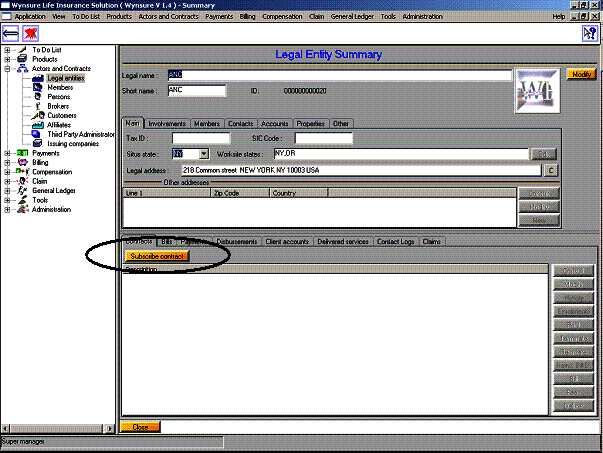 Wynsure Life Insurance Solution ( Wynsure V 1.4 ) - Summary
Application View To Do List Products Actors and Contracts Payments Billing Compensation Claim General Ledger Tools Administration Help
Legal Entity Summary
To Do List
Products
Actors and Contracts
Legal entities
Members
Persons
Brokers
Customers
Affiliates
Third Party Administrator
Issuing companies
Payments
Billing
Compensation
Claim
General Ledger
Tools
Administration
Legal name : ANC
Modify
Short name : ANC ID: 000000000020
Main Involvements Members Contacts Accounts Properties Other
Tax ID : SIC Code :
Situs state: NY Worksite states : NY,OR
Legal address : 218 Common street NEW YORK NY 10003 USA C
Other addresses
Line 1 Zip Code Country
New
Contracts Bills Payments Disbursements Client accounts Delivered services Contact Logs Claims
Subscribe contract
Description
Consult
Enrollments
Close
Super manager